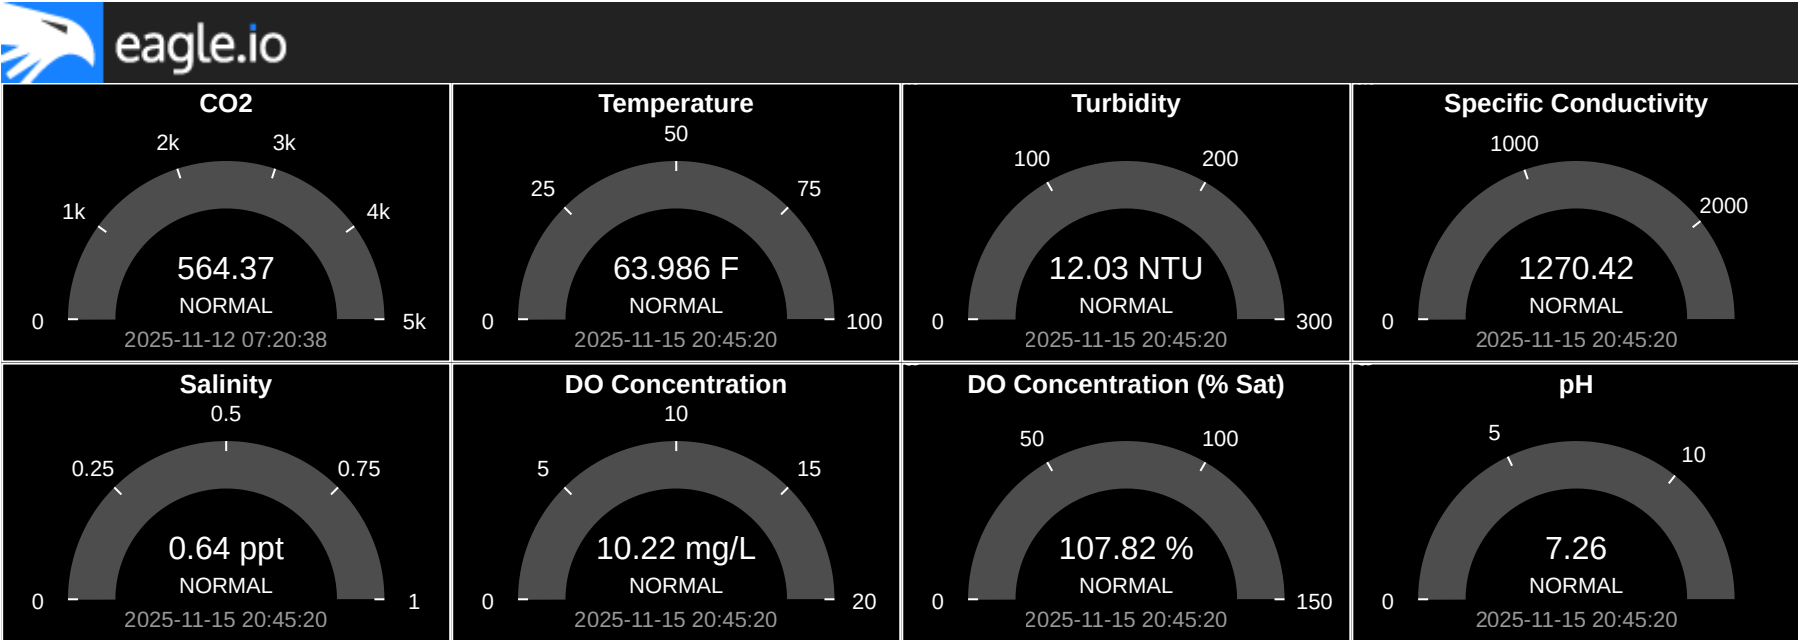 eagle.io
CO2
2k
3k
1k
4k
564.37
NORMAL
0
5k
2025-11-12 07:20:38
Temperature
50
25
75
63.986 F
NORMAL
0
100
2025-11-15 20:45:20
Turbidity
100
200
12.03 NTU
NORMAL
0
300
2025-11-15 20:45:20
Specific Conductivity
1000
2000
1270.42
NORMAL
0
2025-11-15 20:45:20
Salinity
0.5
0.25
0.75
0.64 ppt
NORMAL
0
1
2025-11-15 20:45:20
DO Concentration
10
5
15
10.22 mg/L
NORMAL
0
20
2025-11-15 20:45:20
DO Concentration (% Sat)
50
100
107.82 %
NORMAL
0
150
2025-11-15 20:45:20
pH
5
10
7.26
NORMAL
0
2025-11-15 20:45:20